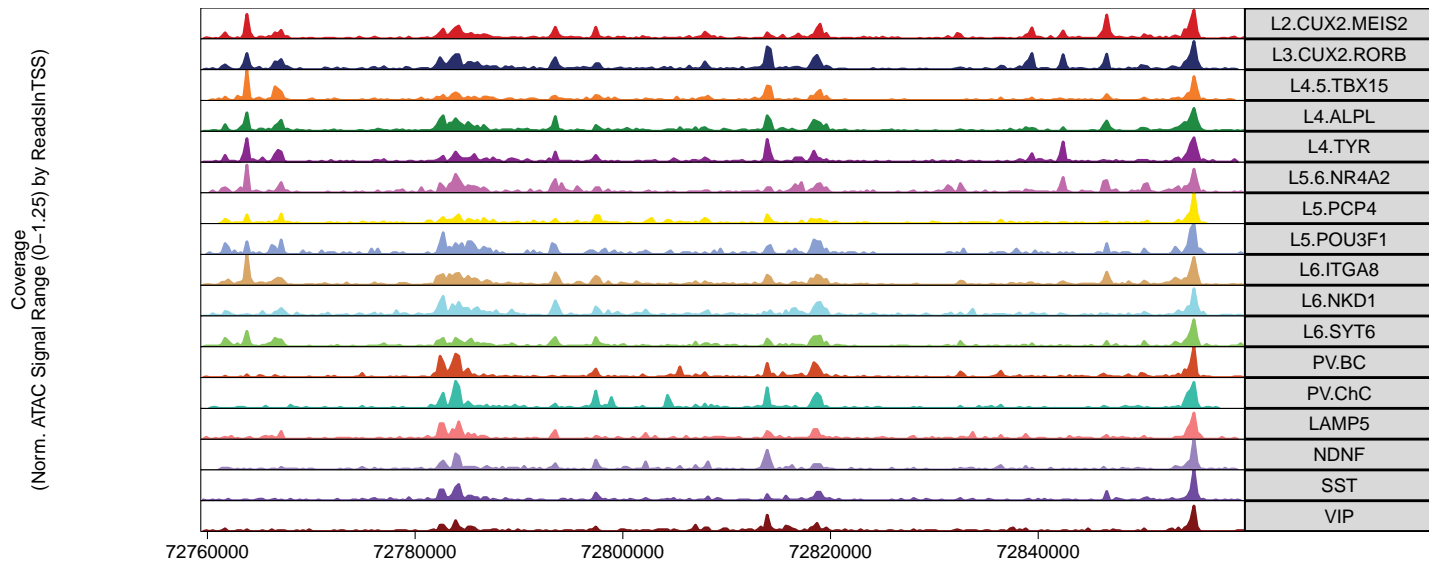 Coverage
(Norm. ATAC Signal Range (0−1.25) by ReadsInTSS)
L2.CUX2.MEIS2
L3.CUX2.RORB
L4.5.TBX15
L4.ALPL
L4.TYR
L5.6.NR4A2
L5.PCP4
L5.POU3F1
L6.ITGA8
L6.NKD1
L6.SYT6
PV.BC
PV.ChC
LAMP5
NDNF
SST
VIP
72760000 72780000 72800000 72820000 72840000